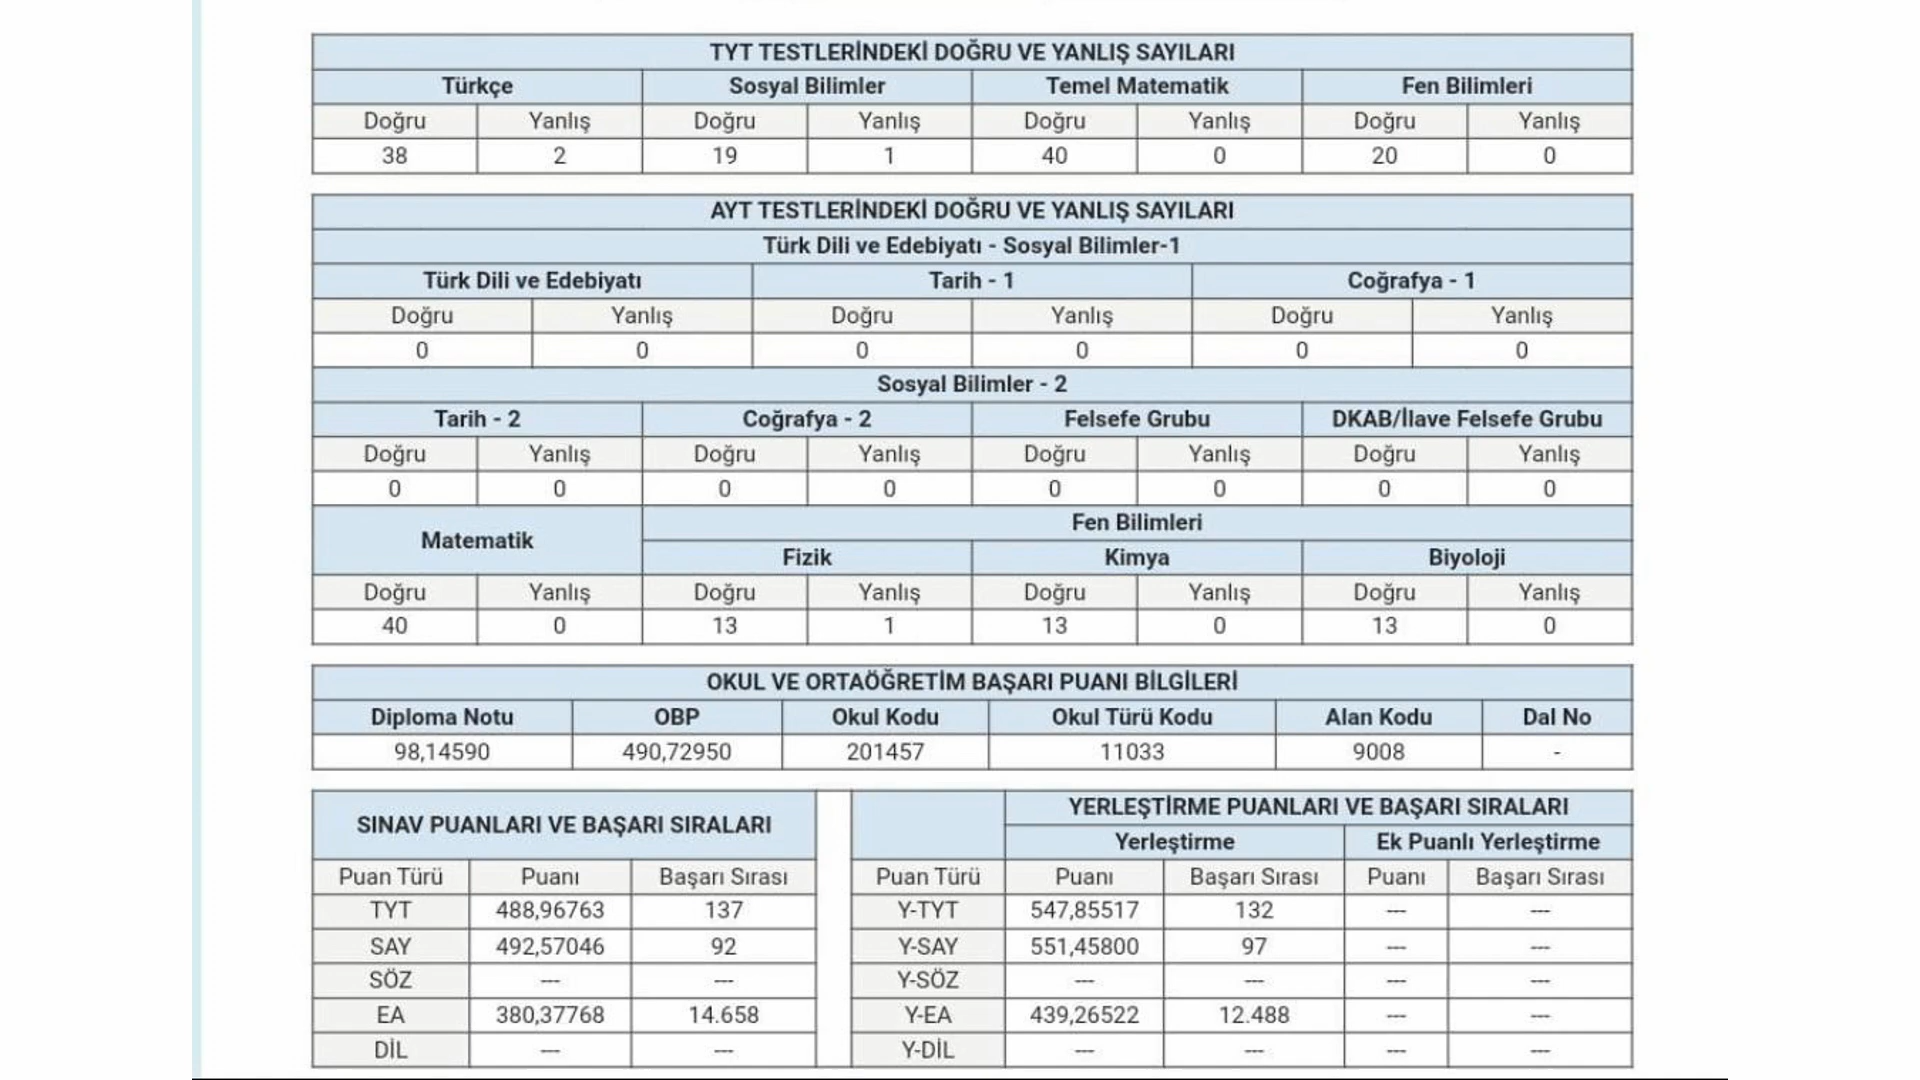 TYT TESTLERİNDEKİ DOĞRU VE YANLIŞ SAYILARI
Türkçe Sosyal Bilimler Temel Matematik Fen Bilimleri
Doğru Yanlış Doğru Yanlış Doğru Yanlış Doğru Yanlış
38 2 19 1 40 0 20 0
AYT TESTLERİNDEKİ DOĞRU VE YANLIŞ SAYILARI
Türk Dili ve Edebiyatı - Sosyal Bilimler-1
Türk Dili ve Edebiyatı Tarih - 1 Coğrafya - 1
Doğru Yanlış Doğru Yanlış Doğru Yanlış
0 0 0 0 0 0
Sosyal Bilimler - 2
Tarih - 2 Coğrafya - 2 Felsefe Grubu DKAB/İlave Felsefe Grubu
Doğru Yanlış Doğru Yanlış Doğru Yanlış Doğru Yanlış
0 0 0 0 0 0 0 0
Matematik Fen Bilimleri
Fizik Kimya Biyoloji
Doğru Yanlış Doğru Yanlış Doğru Yanlış Doğru Yanlış
40 0 13 1 13 0 13 0
OKUL VE ORTAÖĞRETİM BAŞARI PUANI BİLGİLERİ
Diploma Notu OBP Okul Kodu Okul Türü Kodu Alan Kodu Dal No
98,14590 490,72950 201457 11033 9008 -
SINAV PUANLARI VE BAŞARI SIRALARI
Puan Türü Puanı Başarı Sırası
TYT 488,96763 137
SAY 492,57046 92
SÖZ --- ---
EA 380,37768 14.658
DİL --- ---
YERLEŞTİRME PUANLARI VE BAŞARI SIRALARI
Yerleştirme Ek Puanlı Yerleştirme
Puan Türü Puanı Başarı Sırası Puanı Başarı Sırası
Y-TYT 547,85517 132 --- ---
Y-SAY 551,45800 97 --- ---
Y-SÖZ --- --- --- ---
Y-EA 439,26522 12.488 --- ---
Y-DİL --- --- --- ---